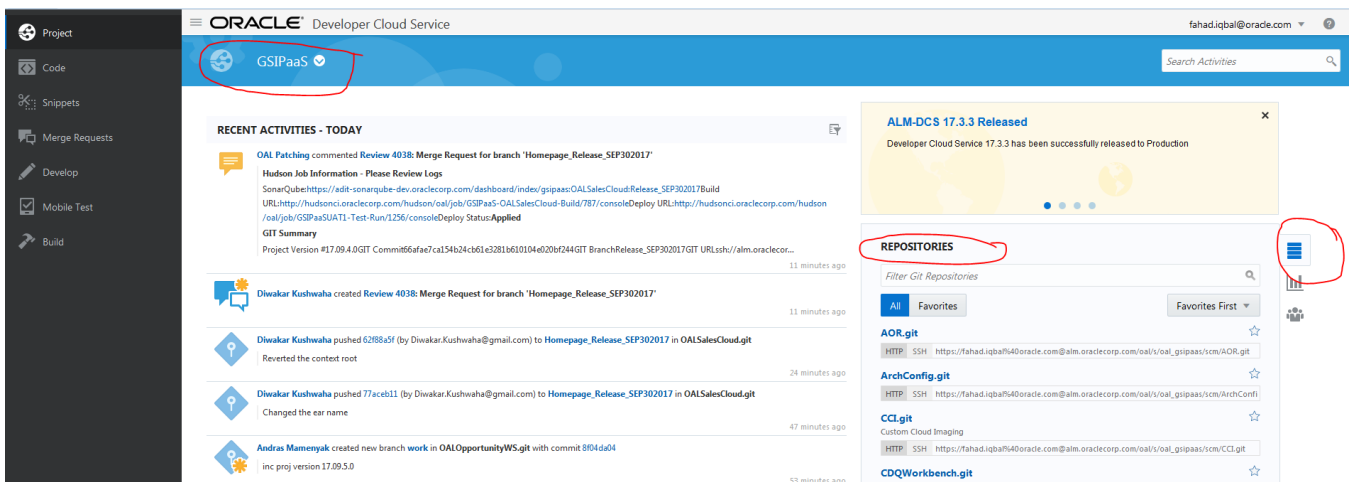 Project
Code
Snippets
Merge Requests
Develop
Mobile Test
Build
ORACLE® Developer Cloud Service
fahad.iqbal@oracle.com
GSIPaaS
Search Activities
RECENT ACTIVITIES - TODAY
OAL Patching commented Review 4038: Merge Request for branch 'Homepage_Release_SEP302017'
Hudson Job Information - Please Review Logs
SonarQube:https://adit-sonarqube-dev.oraclecorp.com/dashboard/index/gsipaas:OALSalesCloud:Release_SEP302017Build
URL:http://hudsonci.oraclecorp.com/hudson/oal/job/GSIPaaS-OALSalesCloud-Build/787/consoleDeploy URL:http://hudsonci.oraclecorp.com/hudson
/oal/job/GSIPaaSUAT1-Test-Run/1256/consoleDeploy Status:Applied
GIT Summary
Project Version #17.09.4.0GIT Commit66afae7ca154b24cb61e3281b610104e020bf244GIT BranchRelease_SEP302017GIT URLssh://alm.oraclecor...
11 minutes ago
Diwakar Kushwaha created Review 4038: Merge Request for branch 'Homepage_Release_SEP302017'
11 minutes ago
Diwakar Kushwaha pushed 62f88a5f (by Diwakar.Kushwaha@gmail.com) to Homepage_Release_SEP302017 in OALSalesCloud.git
Reverted the context root
24 minutes ago
Diwakar Kushwaha pushed 77aceb11 (by Diwakar.Kushwaha@gmail.com) to Homepage_Release_SEP302017 in OALSalesCloud.git
Changed the ear name
47 minutes ago
Andras Mamenyak created new branch work in OALOpportunityWS.git with commit 8f04da04
inc proj version 17.09.5.0
53 minutes ago
ALM-DCS 17.3.3 Released
Developer Cloud Service 17.3.3 has been successfully released to Production
REPOSITORIES
Filter Git Repositories
All Favorites Favorites First
AOR.git
HTTP SSH https://fahad.iqbal%40oracle.com@alm.oraclecorp.com/oal/s/oal_gsipaas/scm/AOR.git
ArchConfig.git
HTTP SSH https://fahad.iqbal%40oracle.com@alm.oraclecorp.com/oal/s/oal_gsipaas/scm/ArchConfi
CCI.git
Custom Cloud Imaging
HTTP SSH https://fahad.iqbal%40oracle.com@alm.oraclecorp.com/oal/s/oal_gsipaas/scm/CCI.git
CDQWorkbench.git